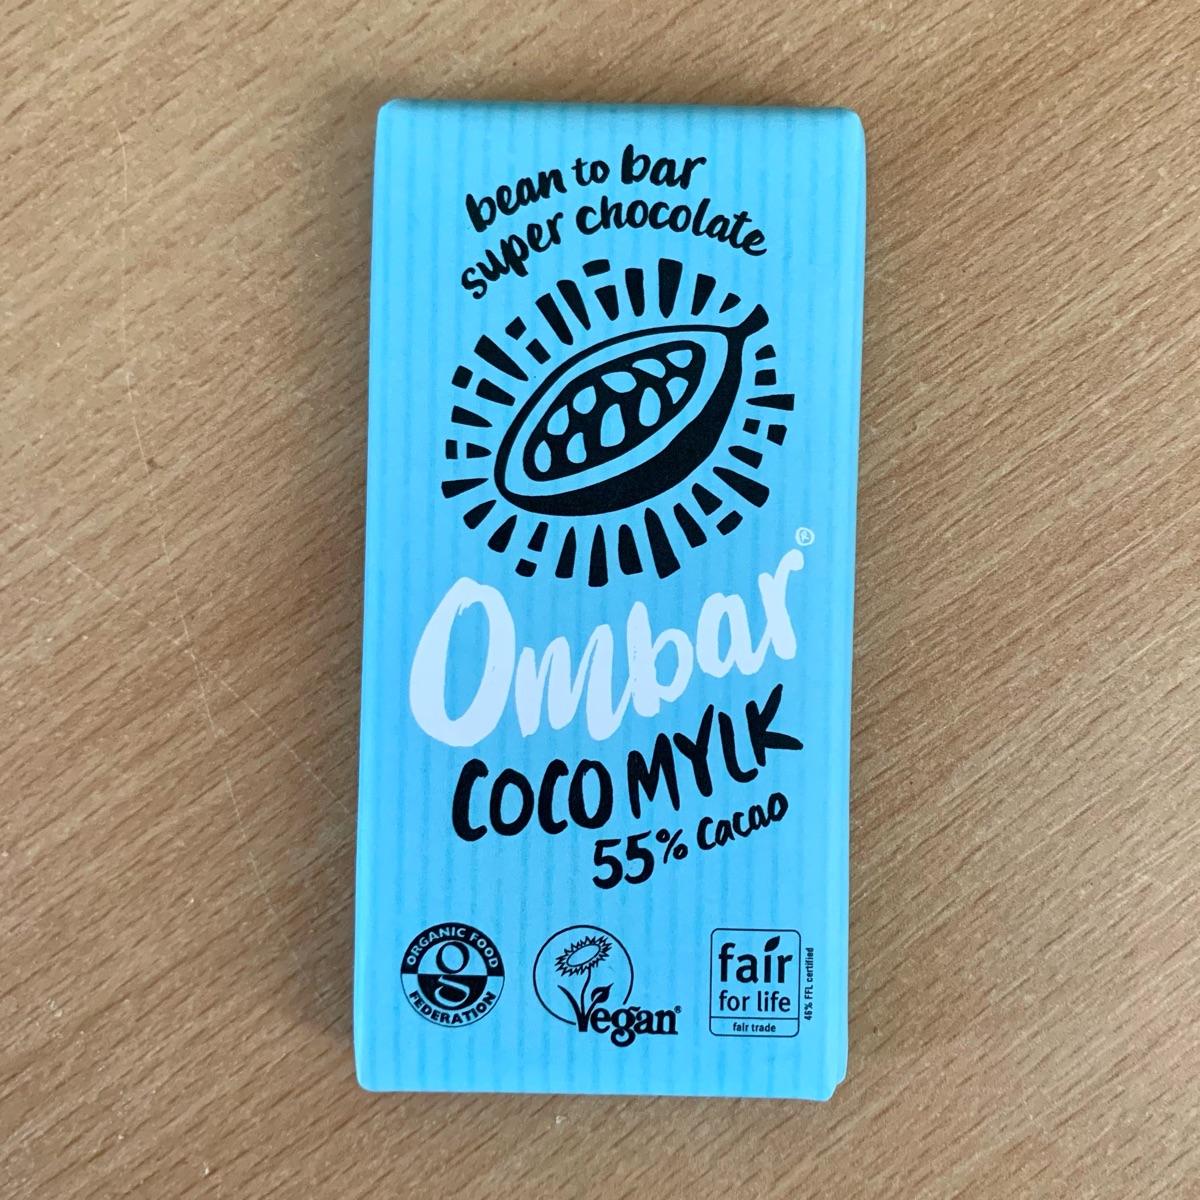 bean to bar
super chocolate
Ombar®
COCO MYLK
55% cacao
ORGANIC FOOD
FEDERATION
Vegan®
fair
for life
fair trade
46% FFL certified